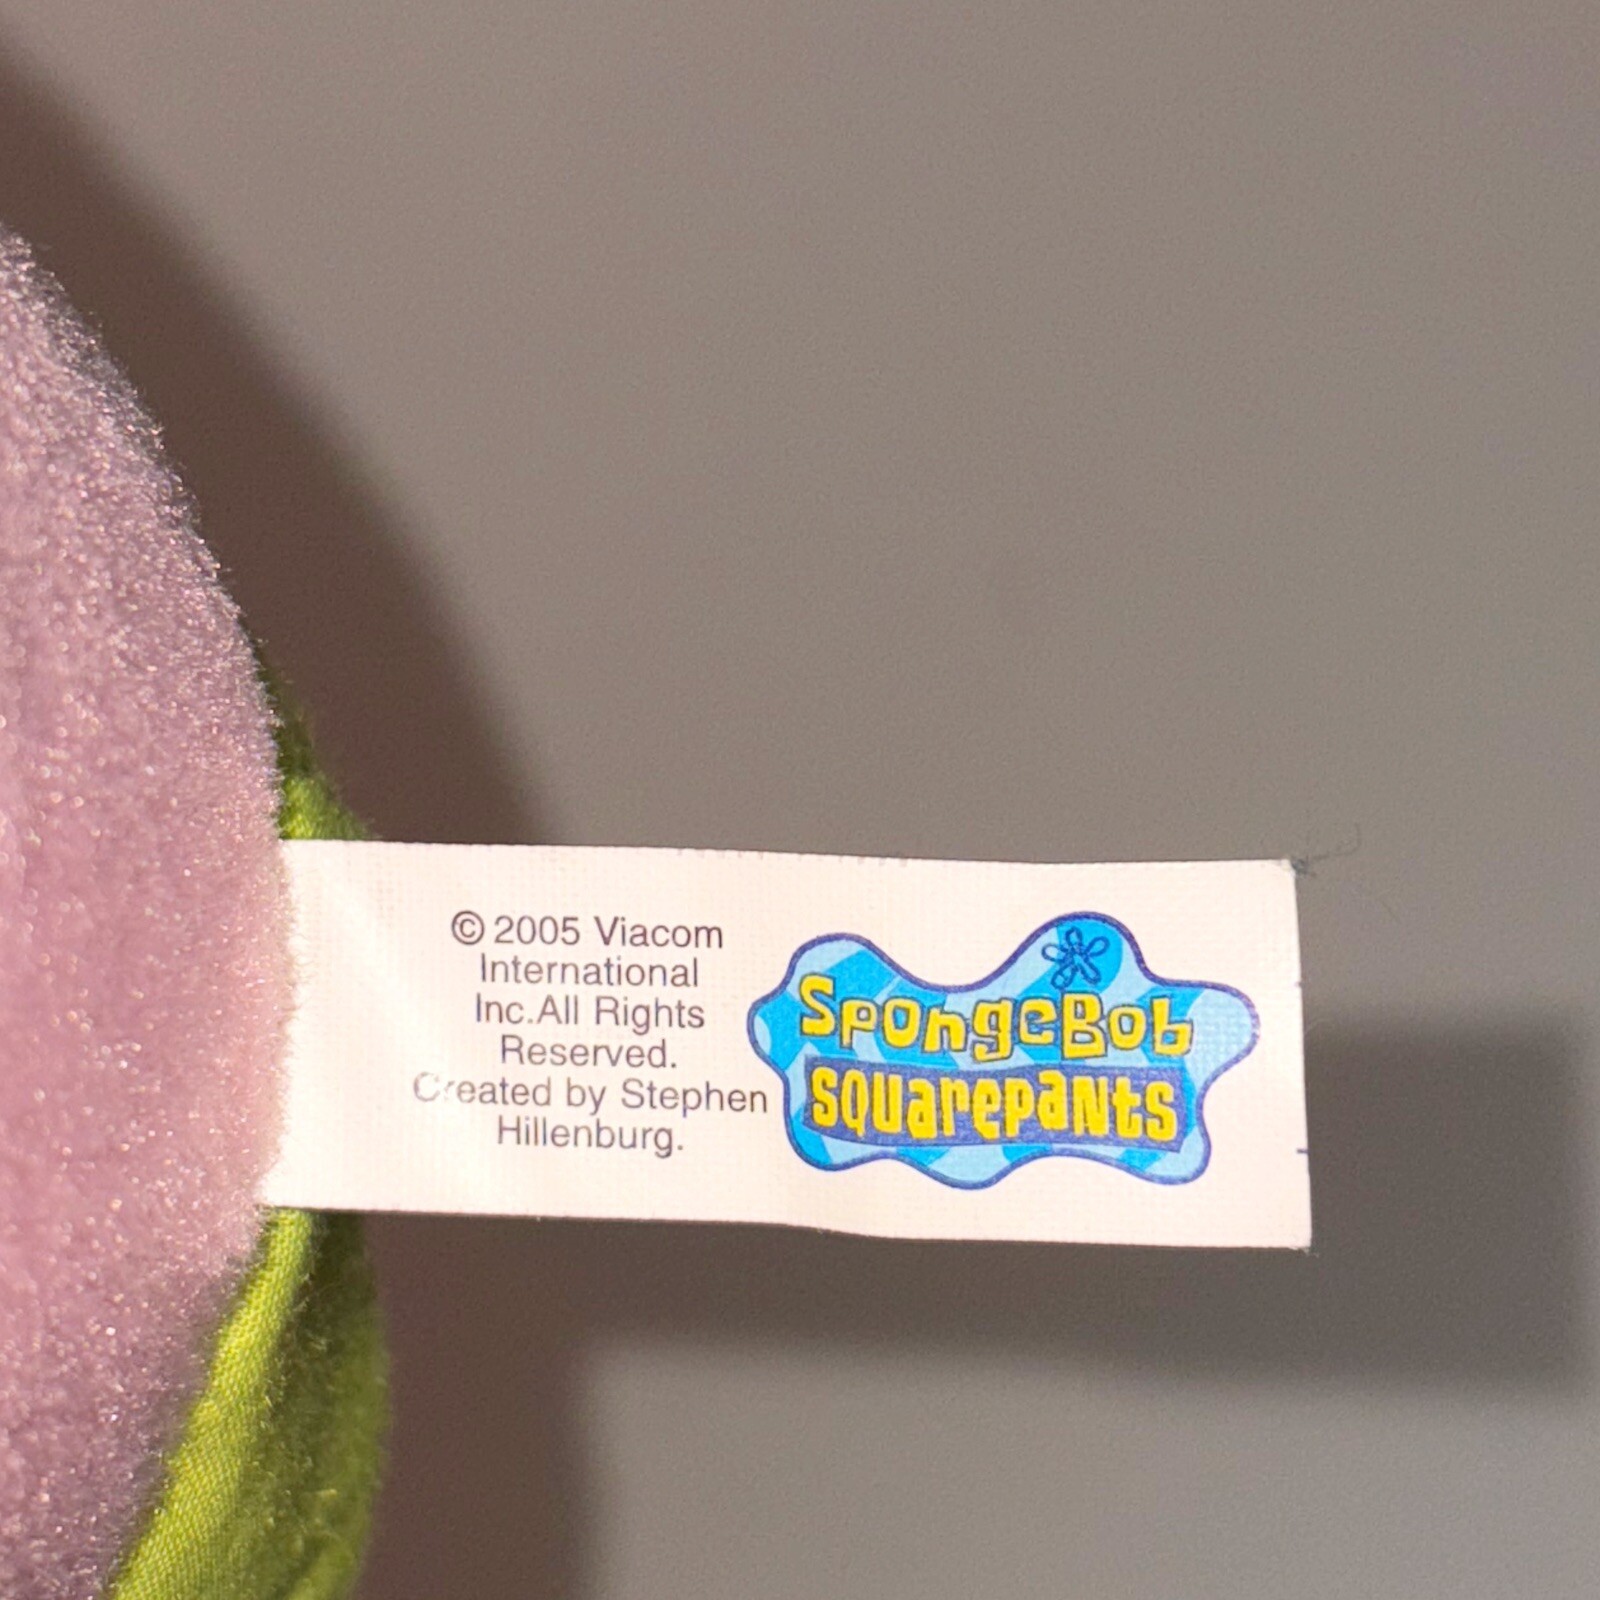 © 2005 Viacom
International
Inc.All Rights
Reserved.
Created by Stephen
Hillenburg.
SpongeBob
SQUarepaNts